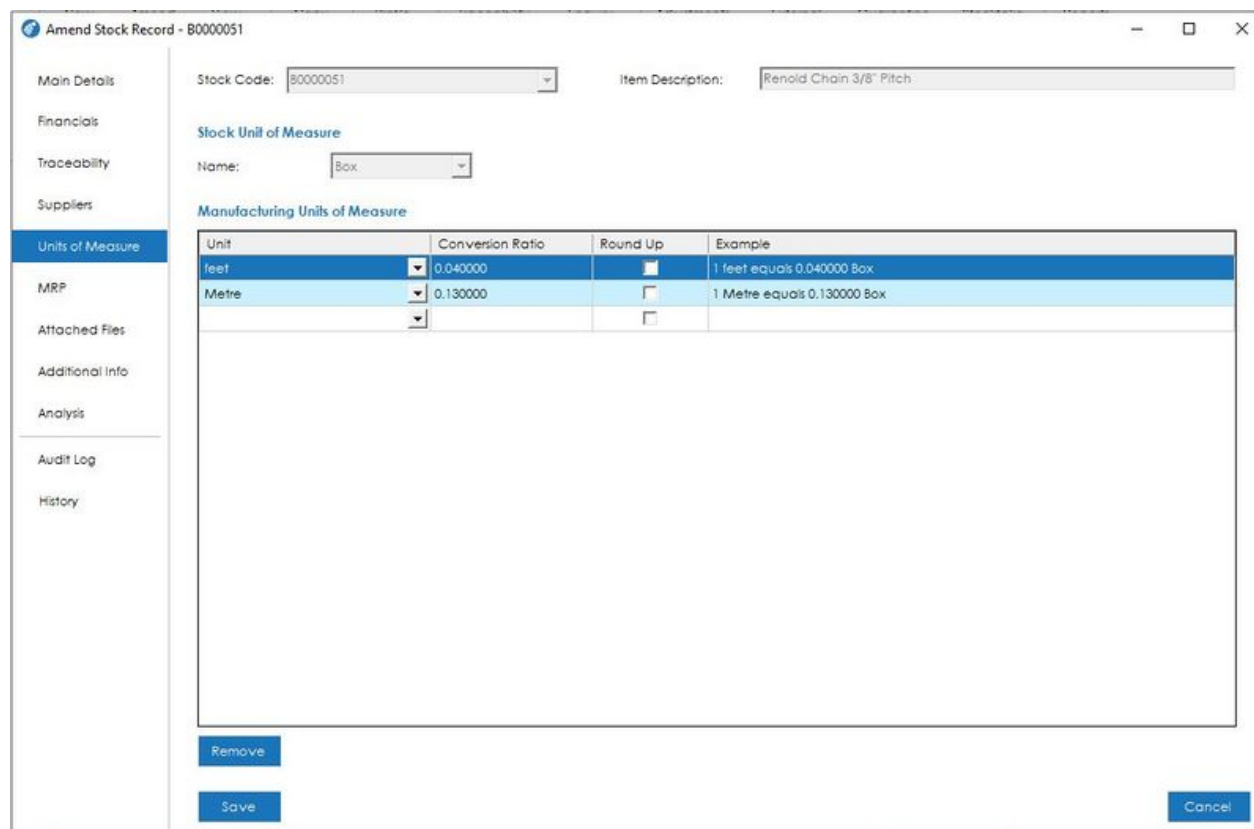 Amend Stock Record - B0000051
Main Details
Financials
Traceability
Suppliers
Units of Measure
MRP
Attached Files
Additional Info
Analysis
Audit Log
History
Stock Code: B0000051 Item Description: Renold Chain 3/8" Pitch
Stock Unit of Measure
Name: Box
Manufacturing Units of Measure
Unit Conversion Ratio Round Up Example
feet 0.040000 1 feet equals 0.040000 Box
Metre 0.130000 1 Metre equals 0.130000 Box
Remove
Save Cancel